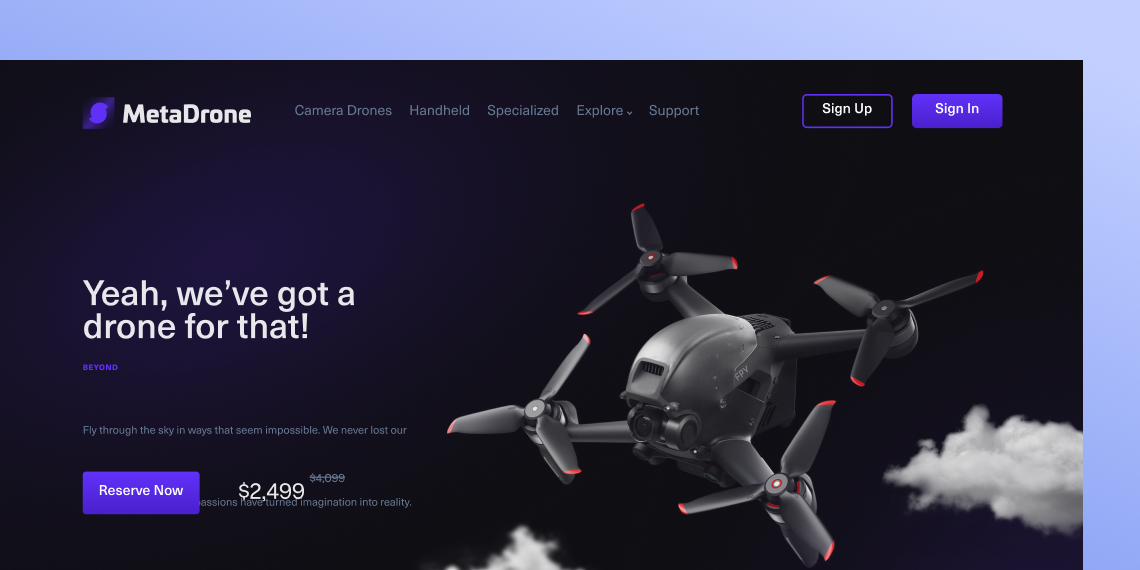 MetaDrone
Camera Drones Handheld Specialized Explore Support
Sign Up Sign In
Yeah, we’ve got a
drone for that!
BEYOND
Fly through the sky in ways that seem impossible. We never lost our
Reserve Now
$2,499 $4,099
have turned imagination into reality.
FPV